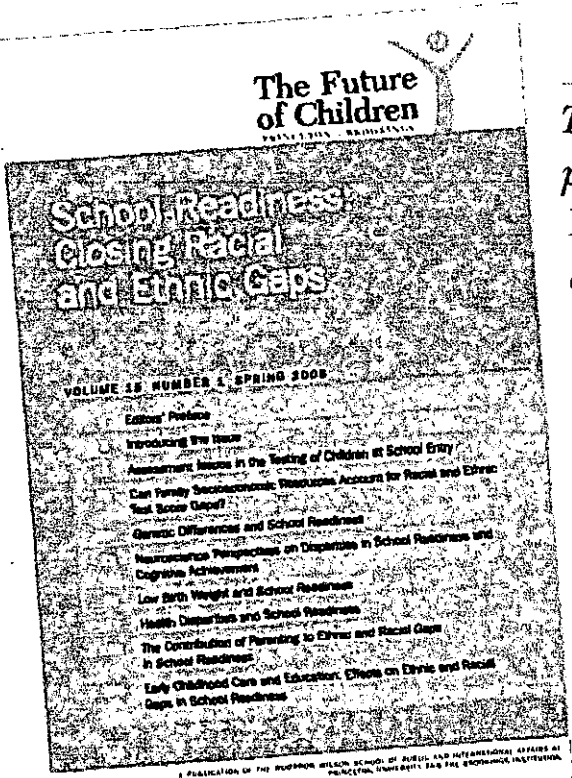 The Future
of Children
PRINCETON - BROOKINGS
School Readiness:
Closing Racial
and Ethnic Gaps
VOLUME 15 NUMBER 1 SPRING 2005
Editors' Preface
Introducing the Issue
Assessment Issues in the Testing of Children at School Entry
Can Family Socioeconomic Resources Account for Racial and Ethnic
Test Score Gaps?
Genetic Differences and School Readiness
Neuroscience Perspectives on Disparities in School Readiness and
Cognitive Achievement
Low Birth Weight and School Readiness
Health Disparities and School Readiness
The Contribution of Parenting to Ethnic and Racial Gaps
in School Readiness
Early Childhood Care and Education: Effects on Ethnic and Racial
Gaps in School Readiness
A PUBLICATION OF THE WOODROW WILSON SCHOOL OF PUBLIC AND INTERNATIONAL AFFAIRS AT
PRINCETON UNIVERSITY AND THE BROOKINGS INSTITUTION